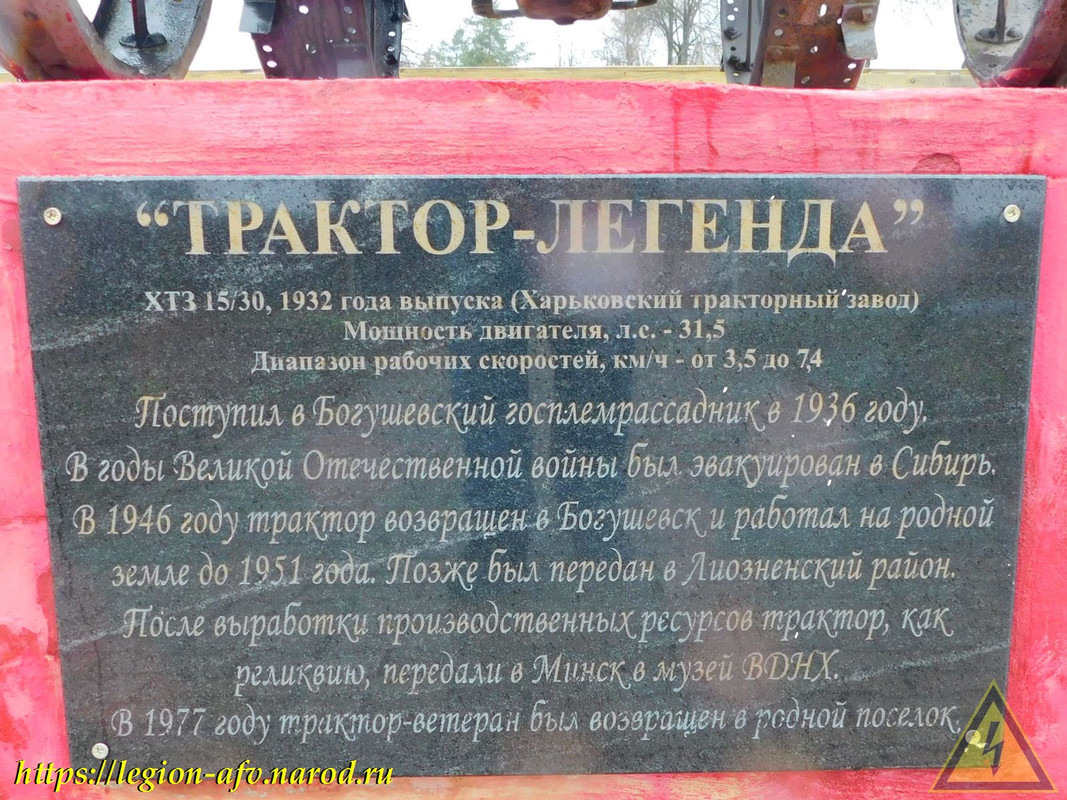 “ТРАКТОР-ЛЕГЕНДА”
ХТЗ 15/30, 1932 года выпуска (Харьковский тракторный завод)
Мощность двигателя, л.с. - 31,5
Диапазон рабочих скоростей, км/ч - от 3,5 до 7,4
Поступил в Богушевский госплемрассадник в 1936 году.
В годы Великой Отечественной войны был эвакуирован в Сибирь.
В 1946 году трактор возвращен в Богушевск и работал на родной
земле до 1951 года. Позже был передан в Лиозненский район.
После выработки производственных ресурсов трактор, как
реликвию, передали в Минск в музей ВДНХ.
В 1977 году трактор-ветеран был возвращен в родной поселок.
https://legion-afv.narod.ru